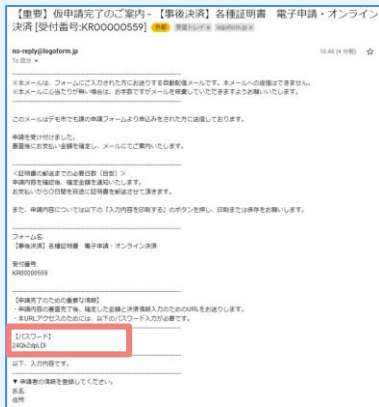 【重要】仮申請完了のご案内 - 【事後決済】各種証明書　電子申請・オンライン
決済 [受付番号:KR00000559] 外部 受信トレイ× logoform.jp ×
no-reply@logoform.jp
10:46 (4 分前)
To 自分
※本メールは、フォームにご入力された方にお送りする自動配信メールです。本メールへの返信はできません。
※本メールに心当たりが無い場合は、お手数ですがメールを破棄していただきますようお願いいたします。
このメールはデモ市でも課の申請フォームより申込みをされた方に送信しております。
申請を受け付けました。
審査後にお支払い金額を確定し、メールにてご案内いたします。
<証明書の郵送までの必要日数（目安）>
申請内容を確認後、確定金額を通知いたします。
お支払いから〇日間を目途に証明書を郵送させて頂きます。
また、申請内容については以下の「入力内容を印刷する」のボタンを押し、印刷または保存をお願いします。
フォーム名
【事後決済】各種証明書　電子申請・オンライン決済
受付番号
KR00000559
【申請完了のための重要な情報】
・申請内容の審査完了後、確定した金額と決済情報入力のためのURLをお送りします。
・本URLアクセスのためには、以下のパスワード入力が必要です。
【パスワード】
24QkZdpLDi
以下、入力内容です。
▼ 申請者の情報を登録してください。
氏名:
住所: